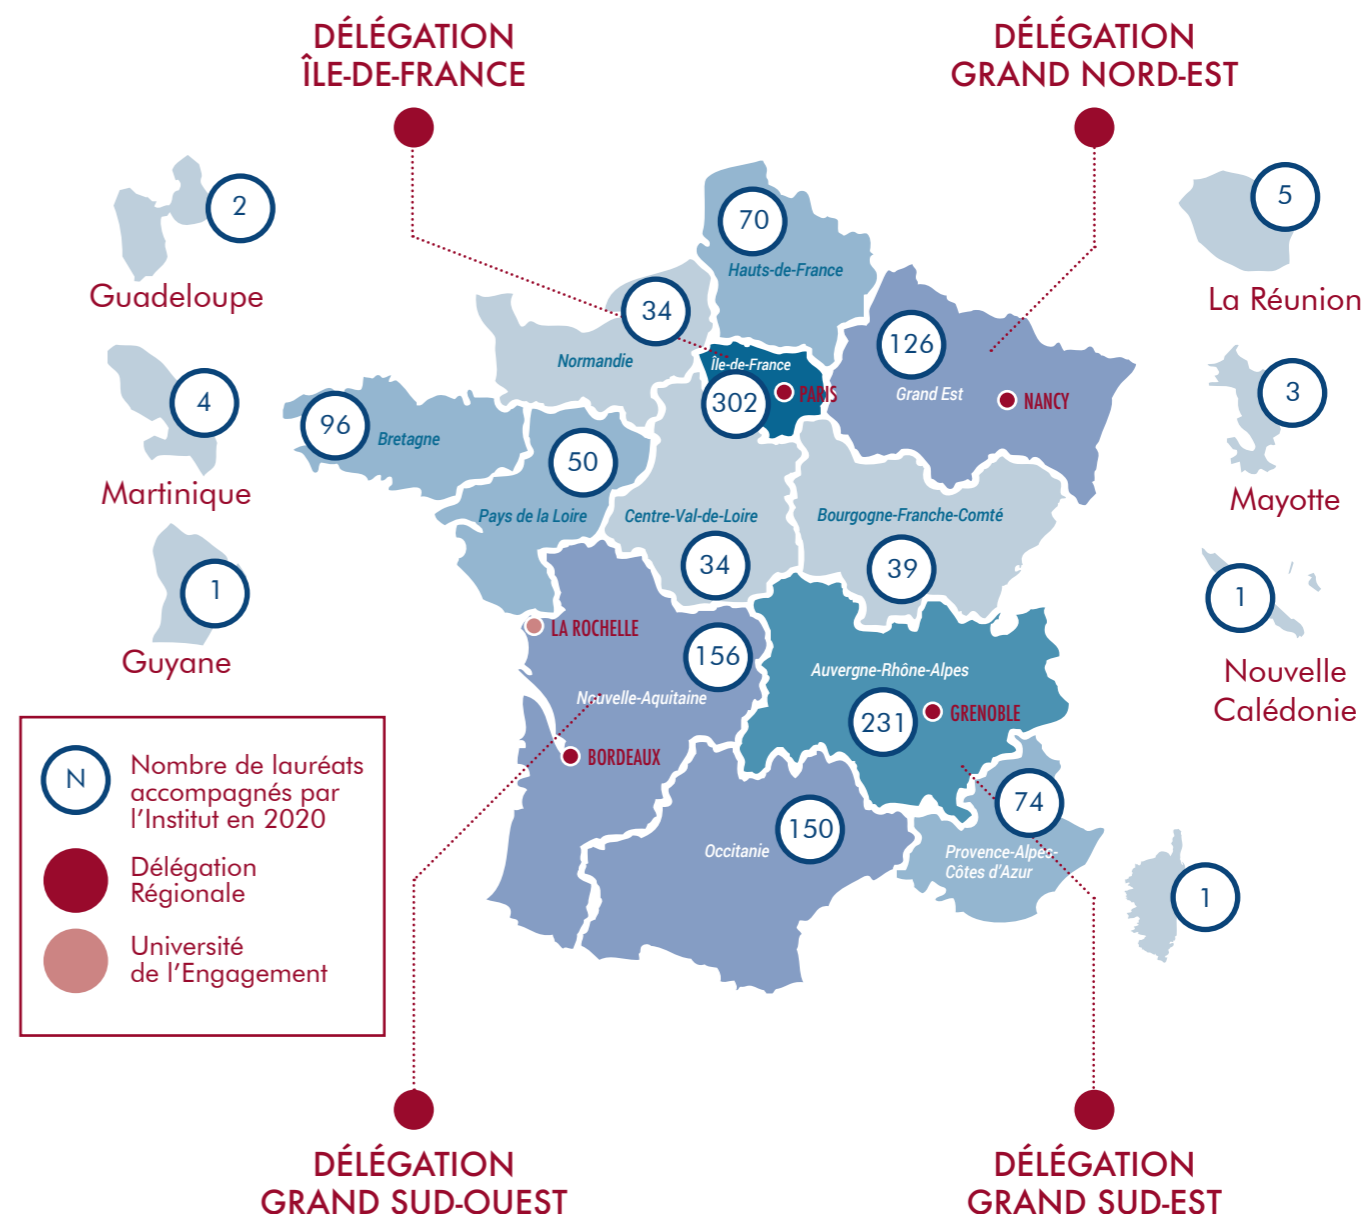 DÉLÉGATION
ÎLE-DE-FRANCE
DÉLÉGATION
GRAND NORD-EST
2
Guadeloupe
4
Martinique
1
Guyane
5
La Réunion
3
Mayotte
1
Nouvelle
Calédonie
70
Hauts-de-France
34
Normandie
Île-de-France
302
PARIS
126
Grand Est
NANCY
96
Bretagne
50
Pays de la Loire
Centre-Val-de-Loire
34
Bourgogne-Franche-Comté
39
LA ROCHELLE
156
Nouvelle-Aquitaine
BORDEAUX
Auvergne-Rhône-Alpes
231
GRENOBLE
150
Occitanie
74
Provence-Alpes-
Côtes d'Azur
1
N
Nombre de lauréats
accompagnés par
l'Institut en 2020
Délégation
Régionale
Université
de l'Engagement
DÉLÉGATION
GRAND SUD-OUEST
DÉLÉGATION
GRAND SUD-EST